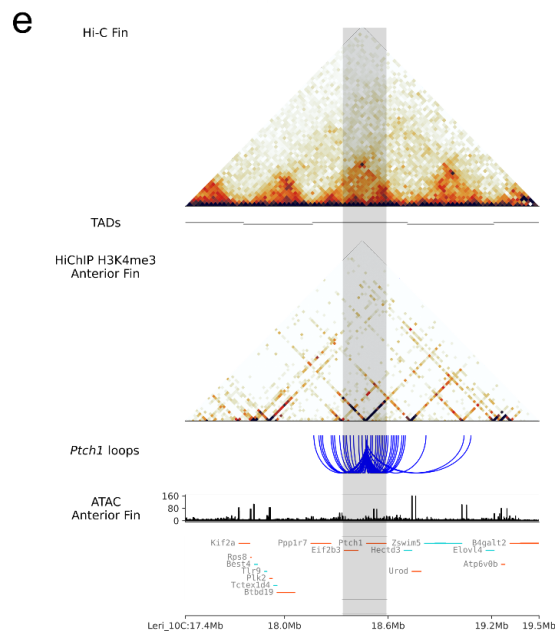 e
Hi-C Fin
TADs
HiChIP H3K4me3
Anterior Fin
Ptch1 loops
ATAC
Anterior Fin
160
80
0
Kif2a Ppp1r7 Ptch1 Zswim5 B4galt2
Eif2b3 Hectd3 Elovl4
Rps8
Best4 Atp6v0b
Tlr9 Urod
Plk2
Tctex1d4
Btbd19
Leri_10C:17.4Mb 18.0Mb 18.6Mb 19.2Mb 19.5Mb